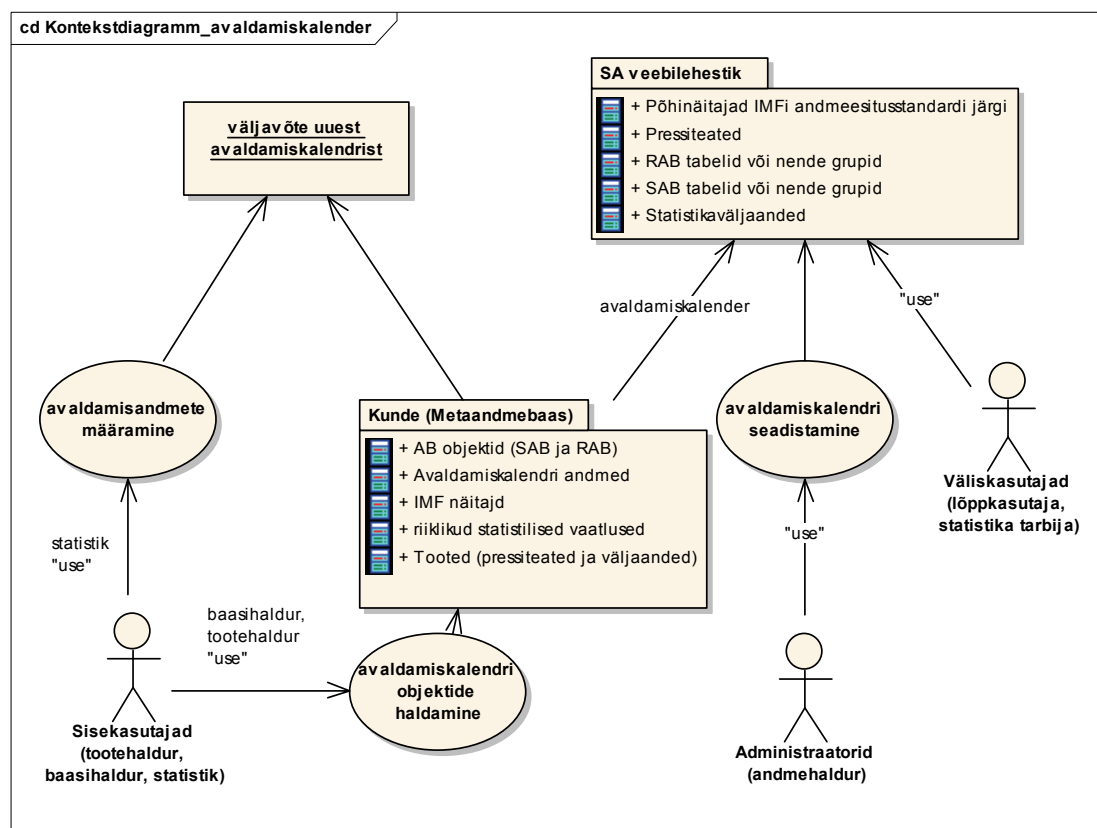 cd Kontekstdiagramm_avaldamiskalender
väljavõte uuest
avaldamiskalendrist
SA veebilehestik
+ Põhinäitajad IMFi andmeesitusstandardi järgi
+ Pressiteated
+ RAB tabelid või nende grupid
+ SAB tabelid või nende grupid
+ Statistikaväljaanded
avaldamiskalender
"use"
avaldamisandmete
määramine
Kunde (Metaandmebaas)
+ AB objektid (SAB ja RAB)
+ Avaldamiskalendri andmed
+ IMF näitajd
+ riiklikud statistilised vaatlused
+ Tooted (pressiteated ja väljaanded)
avaldamiskalendri
seadistamine
Väliskasutajad
(lõppkasutaja,
statistika tarbija)
statistik
"use"
"use"
baasihaldur,
tootehaldur
"use"
avaldamiskalendri
objektide
haldamine
Sisekasutajad
(tootehaldur,
baasihaldur, statistik)
Administraatorid
(andmehaldur)